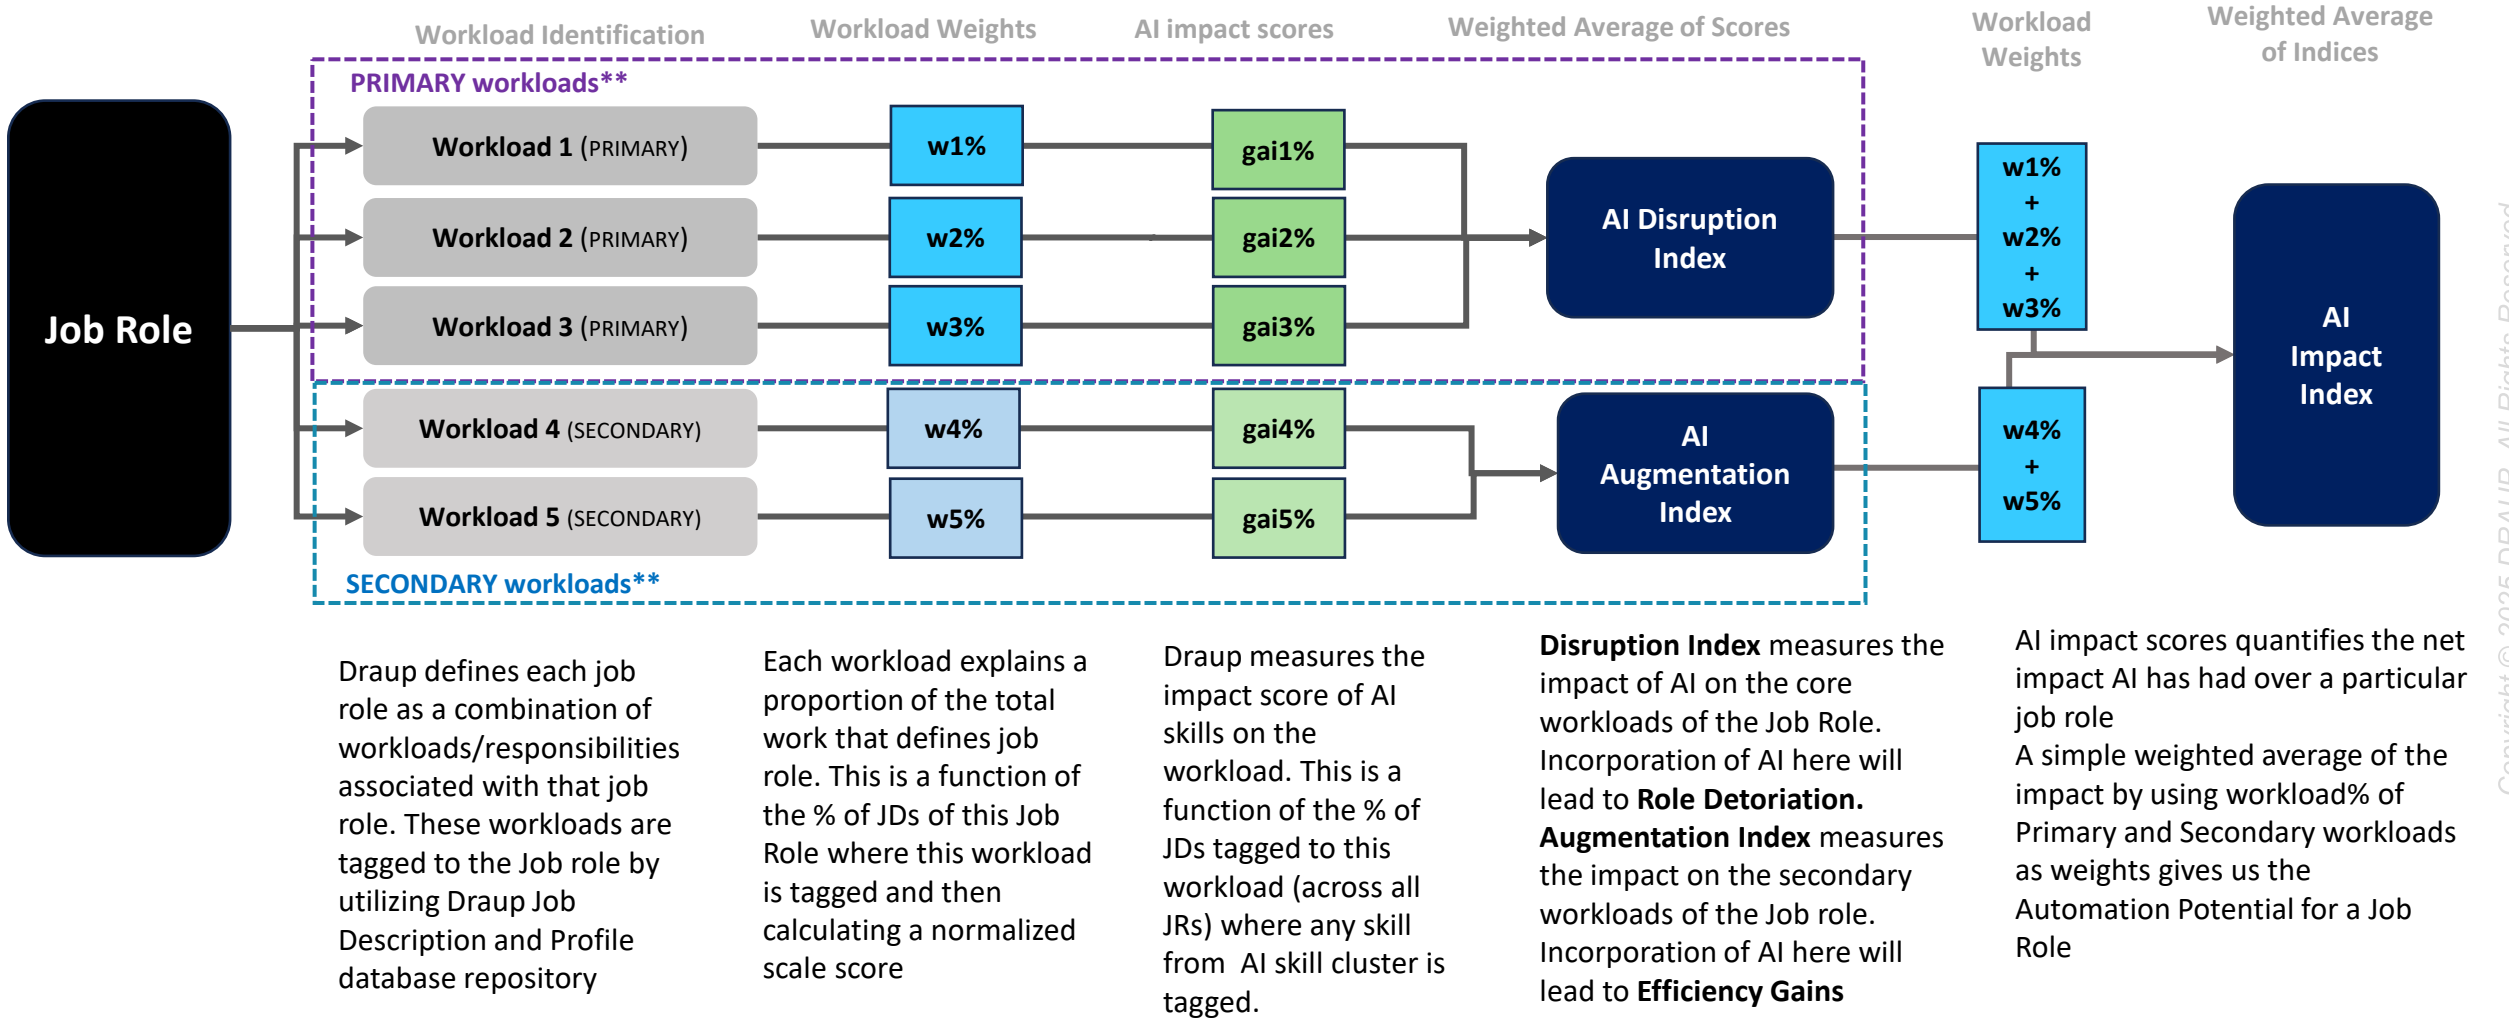 Workload Identification
Workload Weights
AI impact scores
Weighted Average of Scores
Workload
Weights
Weighted Average
of Indices
PRIMARY workloads**
Job Role
Workload 1 (PRIMARY)
w1%
gai1%
Workload 2 (PRIMARY)
w2%
gai2%
Workload 3 (PRIMARY)
w3%
gai3%
AI Disruption
Index
w1%
+
w2%
+
w3%
Workload 4 (SECONDARY)
w4%
gai4%
Workload 5 (SECONDARY)
w5%
gai5%
AI
Augmentation
Index
w4%
+
w5%
AI
Impact
Index
SECONDARY workloads**
Draup defines each job
role as a combination of
workloads/responsibilities
associated with that job
role. These workloads are
tagged to the Job role by
utilizing Draup Job
Description and Profile
database repository
Each workload explains a
proportion of the total
work that defines job
role. This is a function of
the % of JDs of this Job
Role where this workload
is tagged and then
calculating a normalized
scale score
Draup measures the
impact score of AI
skills on the
workload. This is a
function of the % of
JDs tagged to this
workload (across all
JRs) where any skill
from AI skill cluster is
tagged.
Disruption Index measures the
impact of AI on the core
workloads of the Job Role.
Incorporation of AI here will
lead to Role Detoriation.
Augmentation Index measures
the impact on the secondary
workloads of the Job role.
Incorporation of AI here will
lead to Efficiency Gains
AI impact scores quantifies the net
impact AI has had over a particular
job role
A simple weighted average of the
impact by using workload% of
Primary and Secondary workloads
as weights gives us the
Automation Potential for a Job
Role
Copyright © 2025 DRAUP. All Rights Reserved